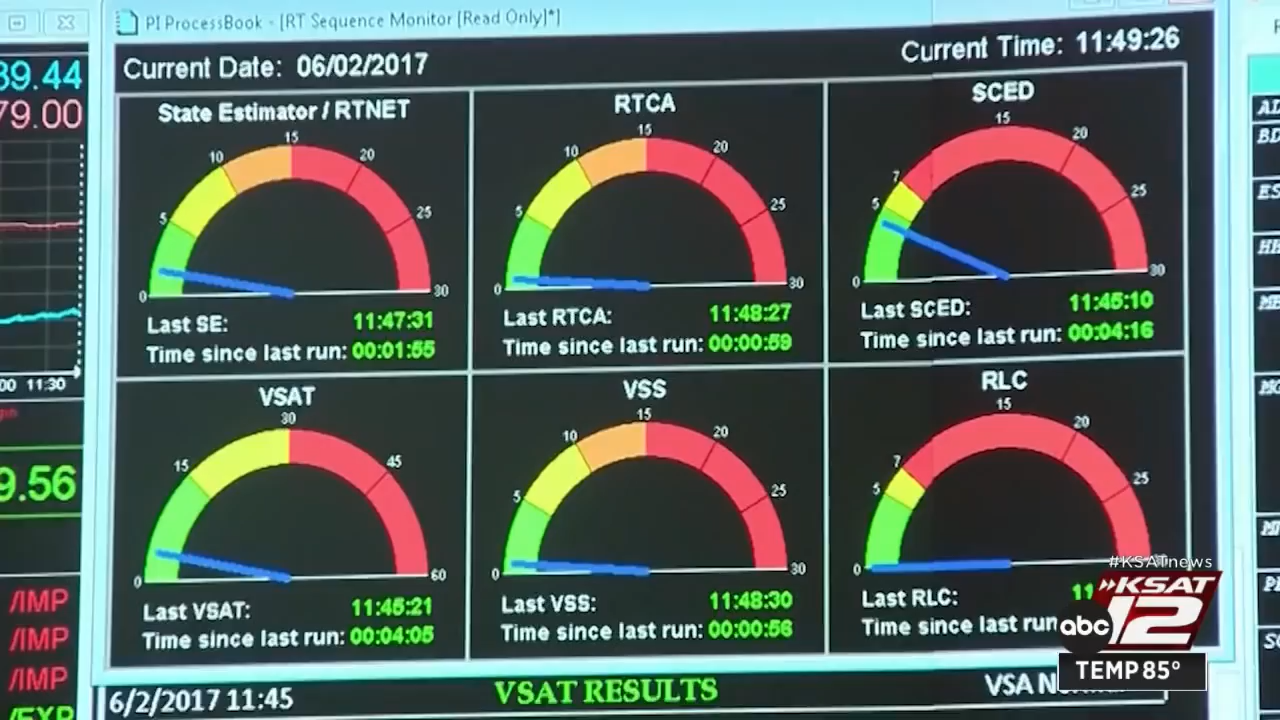 PI ProcessBook - [RT Sequence Monitor [Read Only]*]
Current Date: 06/02/2017
Current Time: 11:49:26
39.44
79.00
00 11:30
9.56
/IMP
/IMP
/IMP
/EXP
State Estimator / RTNET
0 5 10 15 20 25 30
Last SE: 11:47:31
Time since last run: 00:01:55
RTCA
0 5 10 15 20 25 30
Last RTCA: 11:48:27
Time since last run: 00:00:59
SCED
0 5 7 15 20 25 30
Last SCED: 11:45:10
Time since last run: 00:04:16
VSAT
0 15 30 45 60
Last VSAT: 11:45:21
Time since last run: 00:04:05
VSS
0 5 10 15 20 25 30
Last VSS: 11:48:30
Time since last run: 00:00:56
RLC
0 5 7 15 20 25
Last RLC: 11
Time since last run
6/2/2017 11:45
VSAT RESULTS
VSA
#KSATnews
KSAT
abc 12
TEMP 85°